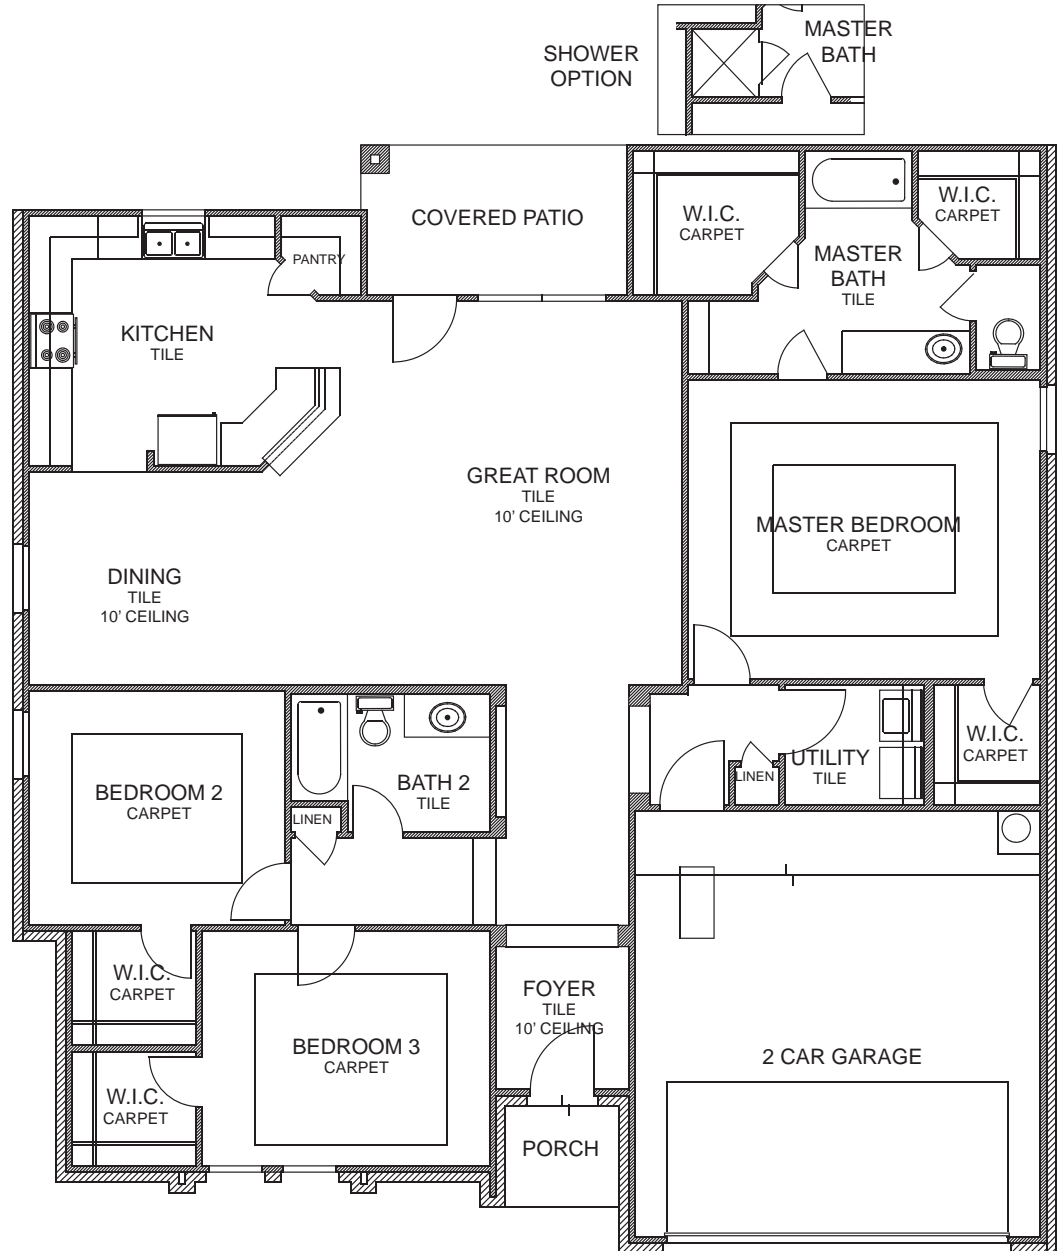 SHOWER
OPTION
MASTER
BATH
COVERED PATIO
W.I.C.
CARPET
W.I.C.
CARPET
MASTER
BATH
TILE
PANTRY
KITCHEN
TILE
GREAT ROOM
TILE
10' CEILING
MASTER BEDROOM
CARPET
DINING
TILE
10' CEILING
BEDROOM 2
CARPET
BATH 2
TILE
LINEN
LINEN
UTILITY
TILE
W.I.C.
CARPET
W.I.C.
CARPET
W.I.C.
CARPET
BEDROOM 3
CARPET
FOYER
TILE
10' CEILING
2 CAR GARAGE
PORCH